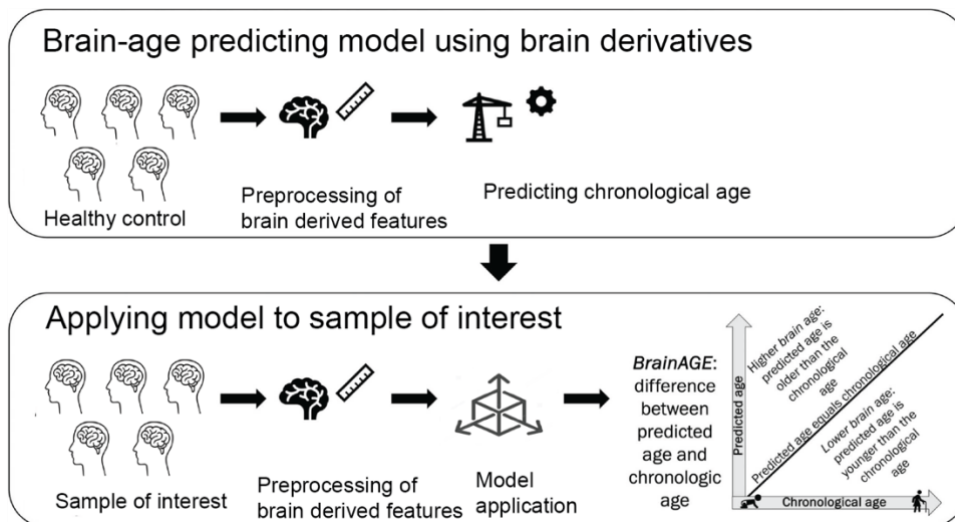 Brain-age predicting model using brain derivatives
Healthy control
Preprocessing of
brain derived features
Predicting chronological age
Applying model to sample of interest
Sample of interest
Preprocessing of
brain derived features
Model
application
BrainAGE:
difference
between
predicted
age and
chronologic
age
Predicted age
Higher brain age:
predicted age is
older than the
chronological
age
Predicted age equals chronological age
Lower brain age:
predicted age is
younger than the
chronological
age
Chronological age